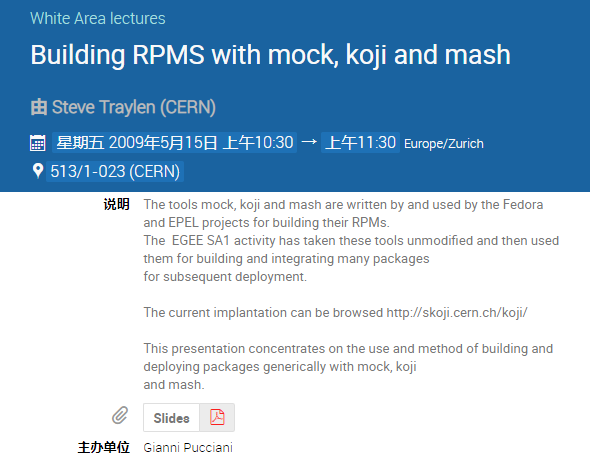 White Area lectures
Building RPMS with mock, koji and mash
由 Steve Traylen (CERN)
星期五 2009年5月15日 上午10:30 → 上午11:30 Europe/Zurich
513/1-023 (CERN)
说明 The tools mock, koji and mash are written by and used by the Fedora
and EPEL projects for building their RPMs.
The EGEE SA1 activity has taken these tools unmodified and then used
them for building and integrating many packages
for subsequent deployment.
The current implantation can be browsed http://skoji.cern.ch/koji/
This presentation concentrates on the use and method of building and
deploying packages generically with mock, koji
and mash.
Slides
主办单位 Gianni Pucciani